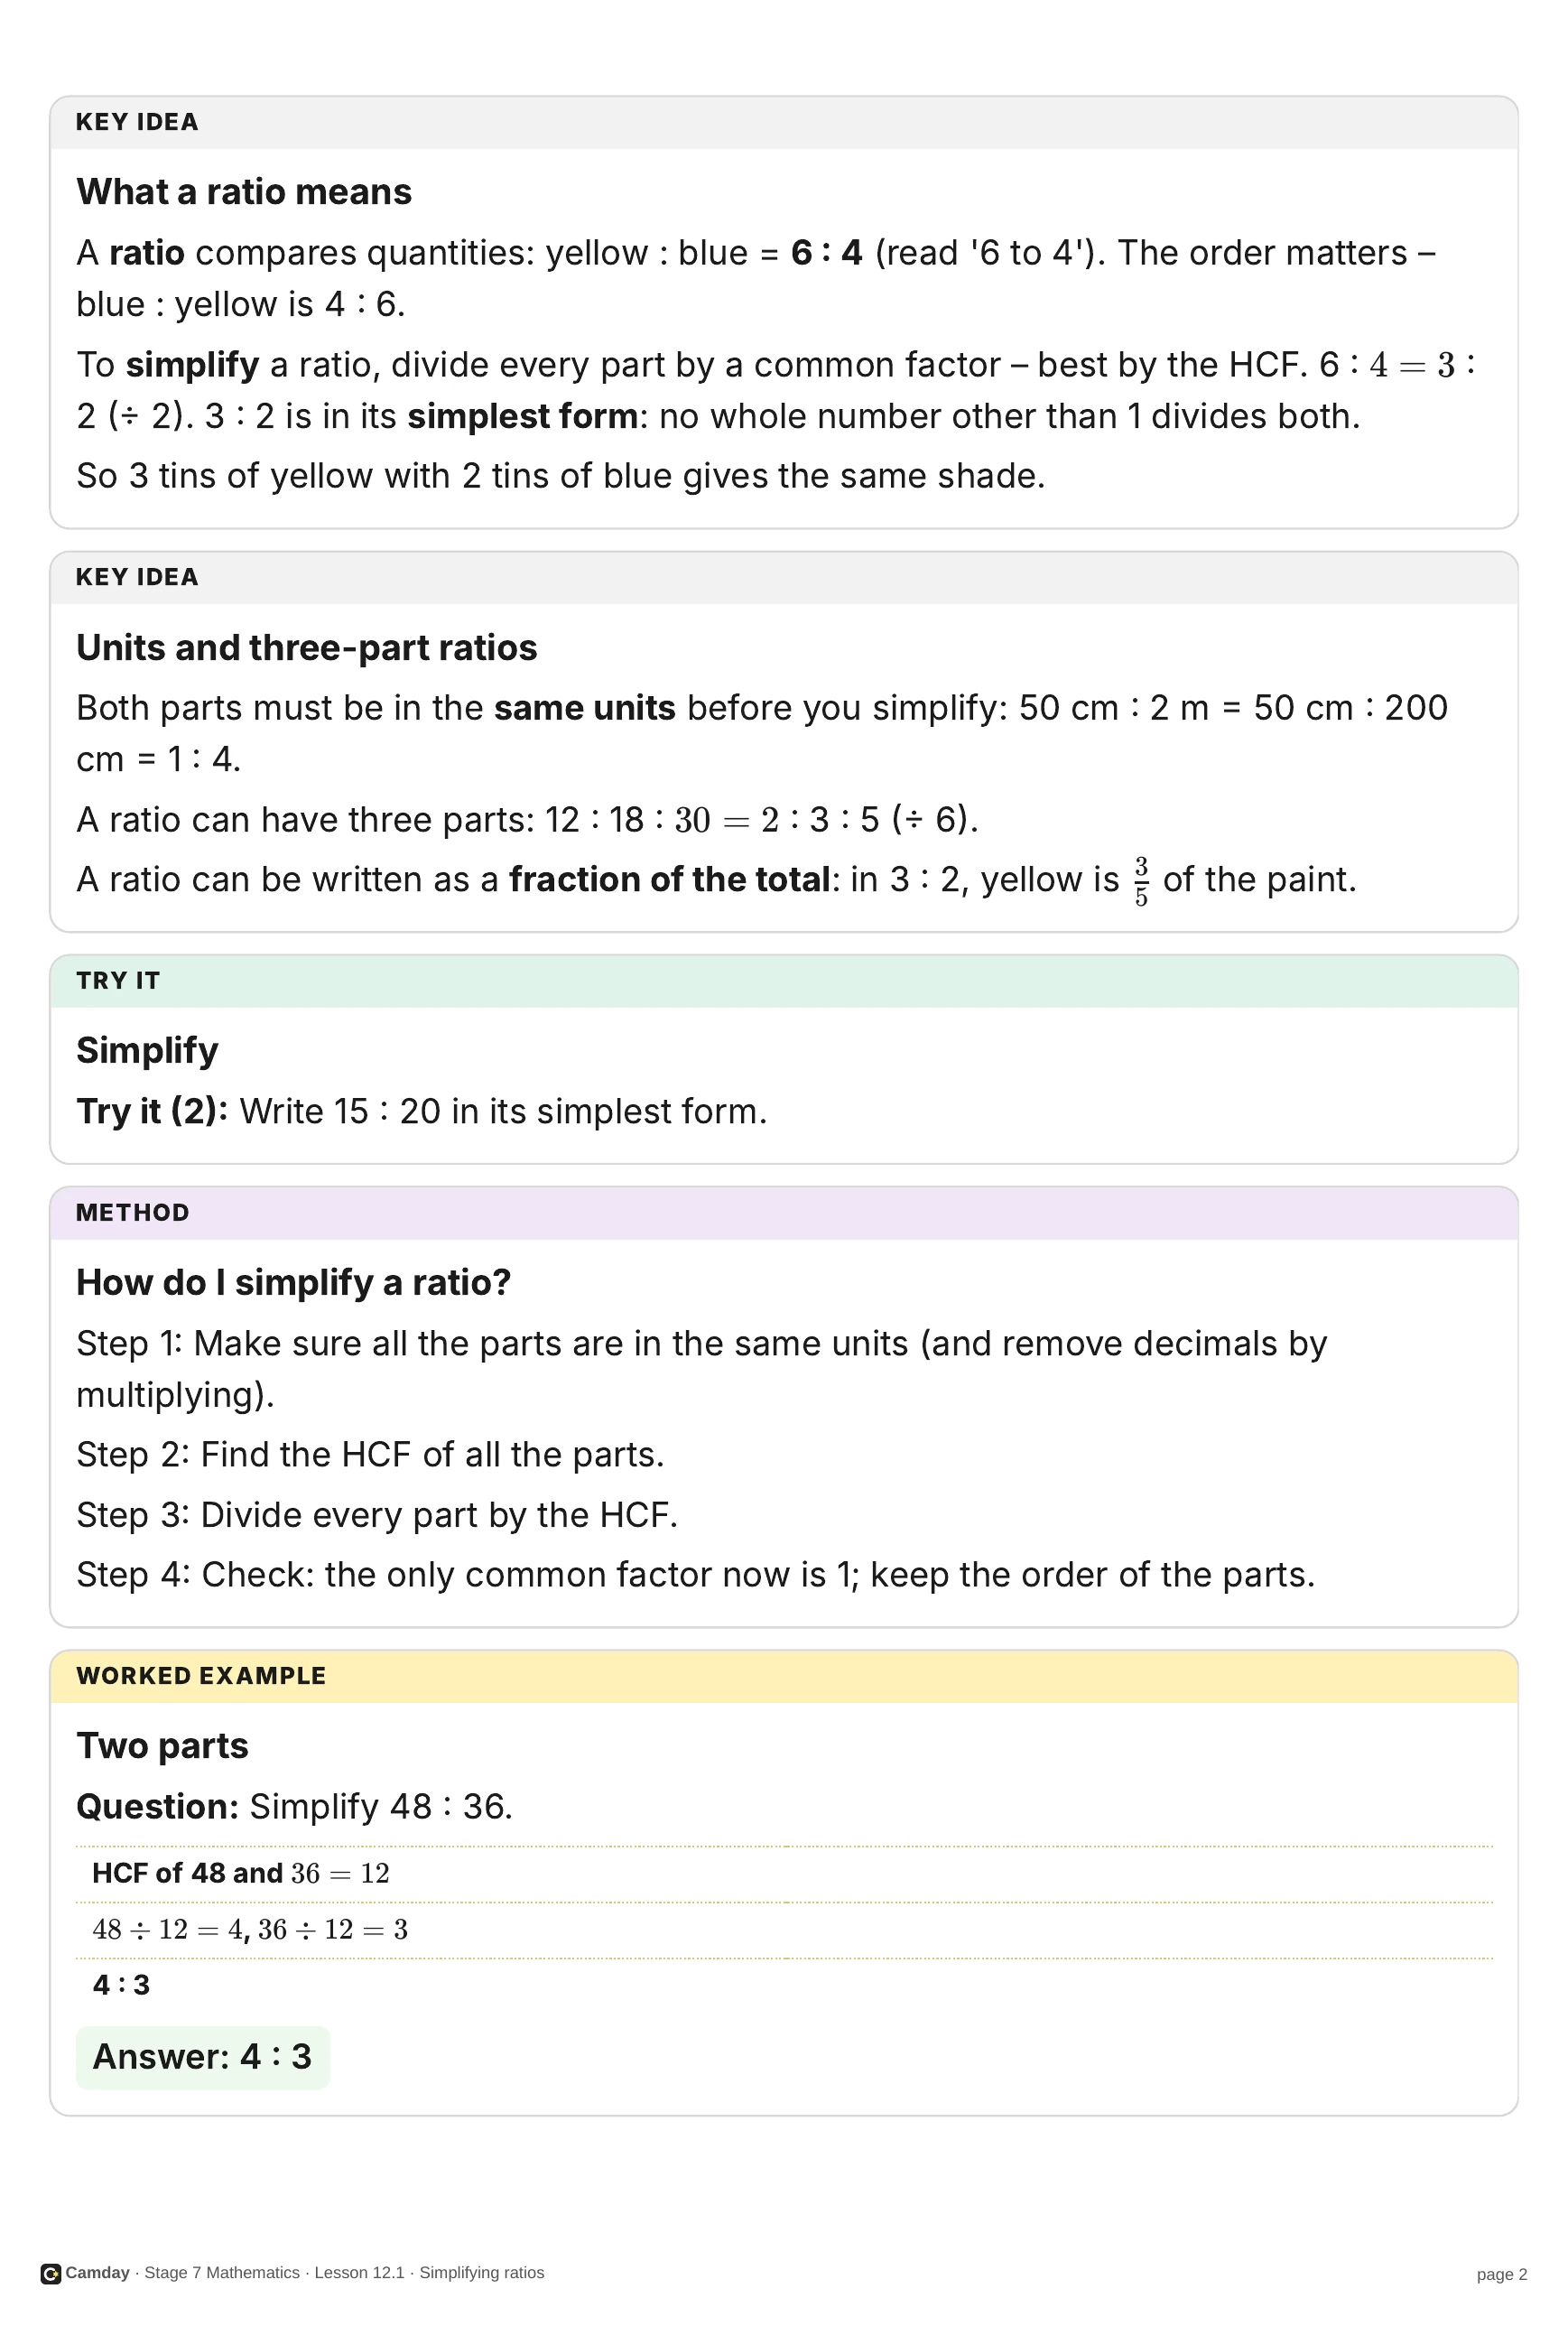 KEY IDEA
What a ratio means
A ratio compares quantities: yellow : blue = 6 : 4 (read '6 to 4'). The order matters –
blue : yellow is 4 : 6.
To simplify a ratio, divide every part by a common factor – best by the HCF. 6 : 4 = 3 :
2 (÷ 2). 3 : 2 is in its simplest form: no whole number other than 1 divides both.
So 3 tins of yellow with 2 tins of blue gives the same shade.
KEY IDEA
Units and three-part ratios
Both parts must be in the same units before you simplify: 50 cm : 2 m = 50 cm : 200
cm = 1 : 4.
A ratio can have three parts: 12 : 18 : 30 = 2 : 3 : 5 (÷ 6).
A ratio can be written as a fraction of the total: in 3 : 2, yellow is 3/5 of the paint.
TRY IT
Simplify
Try it (2): Write 15 : 20 in its simplest form.
METHOD
How do I simplify a ratio?
Step 1: Make sure all the parts are in the same units (and remove decimals by
multiplying).
Step 2: Find the HCF of all the parts.
Step 3: Divide every part by the HCF.
Step 4: Check: the only common factor now is 1; keep the order of the parts.
WORKED EXAMPLE
Two parts
Question: Simplify 48 : 36.
HCF of 48 and 36 = 12
48 ÷ 12 = 4, 36 ÷ 12 = 3
4 : 3
Answer: 4 : 3
Camday · Stage 7 Mathematics · Lesson 12.1 · Simplifying ratios
page 2